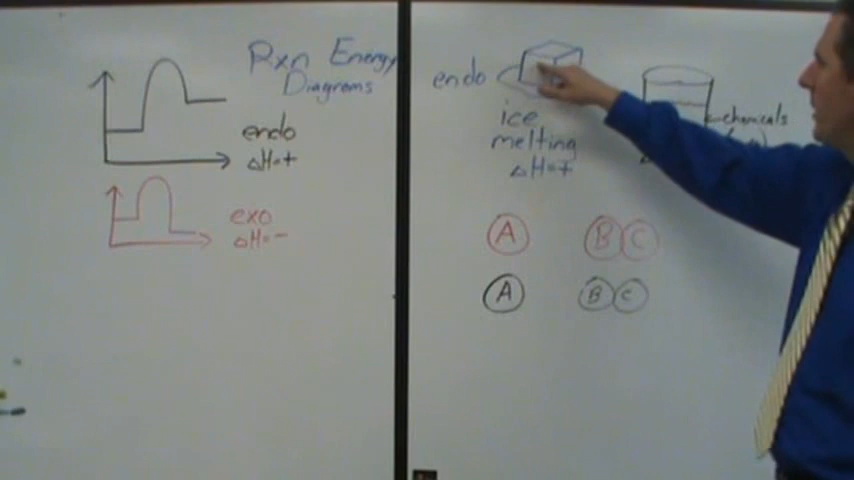 Rxn Energy
Diagrams
endo
ΔH=+
exo
ΔH=-
endo
ice
melting
ΔH=+
chemicals
A
B C
A
B C